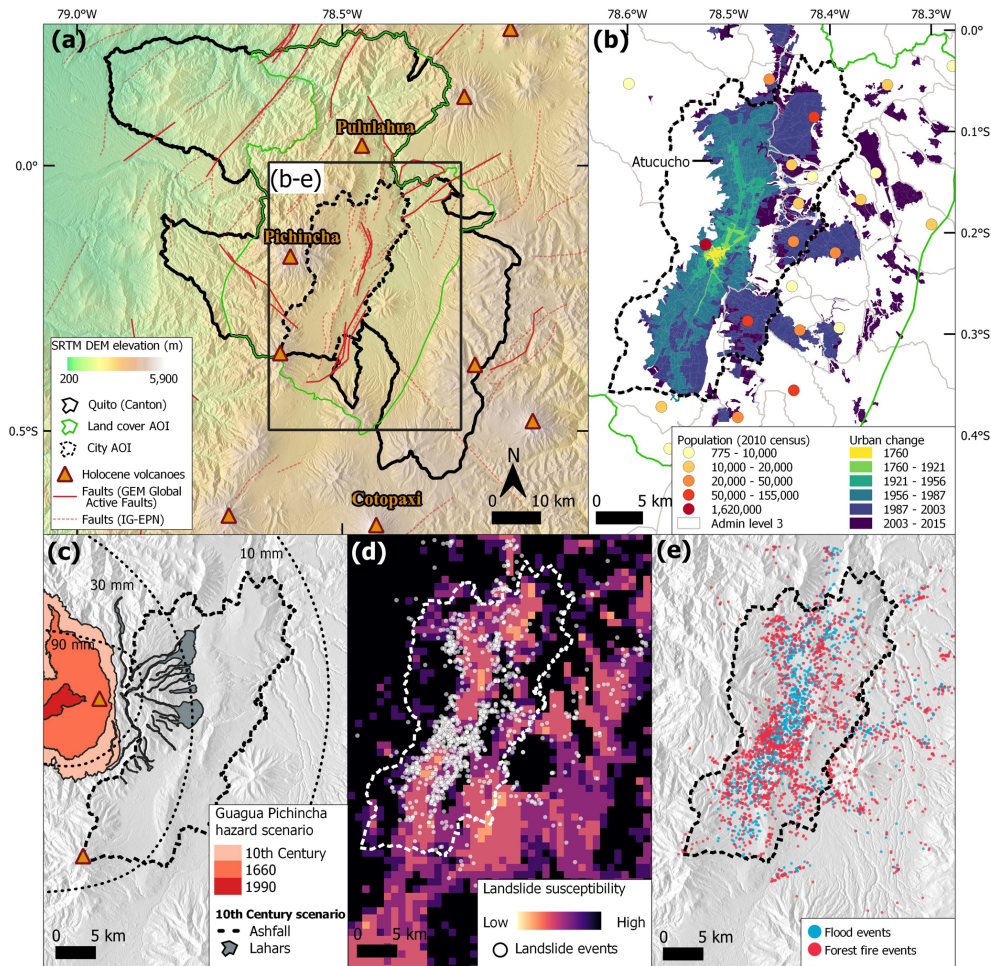 79.0°W
78.5°W
(a)
Pululahua
0.0°
(b-e)
Pichincha
SRTM DEM elevation (m)
200
5,900
Quito (Canton)
Land cover AOI
City AOI
Holocene volcanoes
Faults (GEM Global
Active Faults)
Faults (IG-EPN)
0.5°S
N
0
10 km
Cotopaxi
78.6°W
78.5°W
78.4°W
78.3°W
(b)
0.0°
0.1°S
Atucucho
0.2°S
0.3°S
0.4°S
Population (2010 census)
775 - 10,000
10,000 - 20,000
20,000 - 50,000
50,000 - 155,000
1,620,000
Admin level 3
Urban change
1760
1760 - 1921
1921 - 1956
1956 - 1987
1987 - 2003
2003 - 2015
0
5 km
(c)
10 mm
30 mm
90 mm
Guagua Pichincha
hazard scenario
10th Century
1660
1990
10th Century scenario
Ashfall
Lahars
0
5 km
(d)
Landslide susceptibility
Low
High
Landslide events
0
5 km
(e)
Flood events
Forest fire events
0
5 km